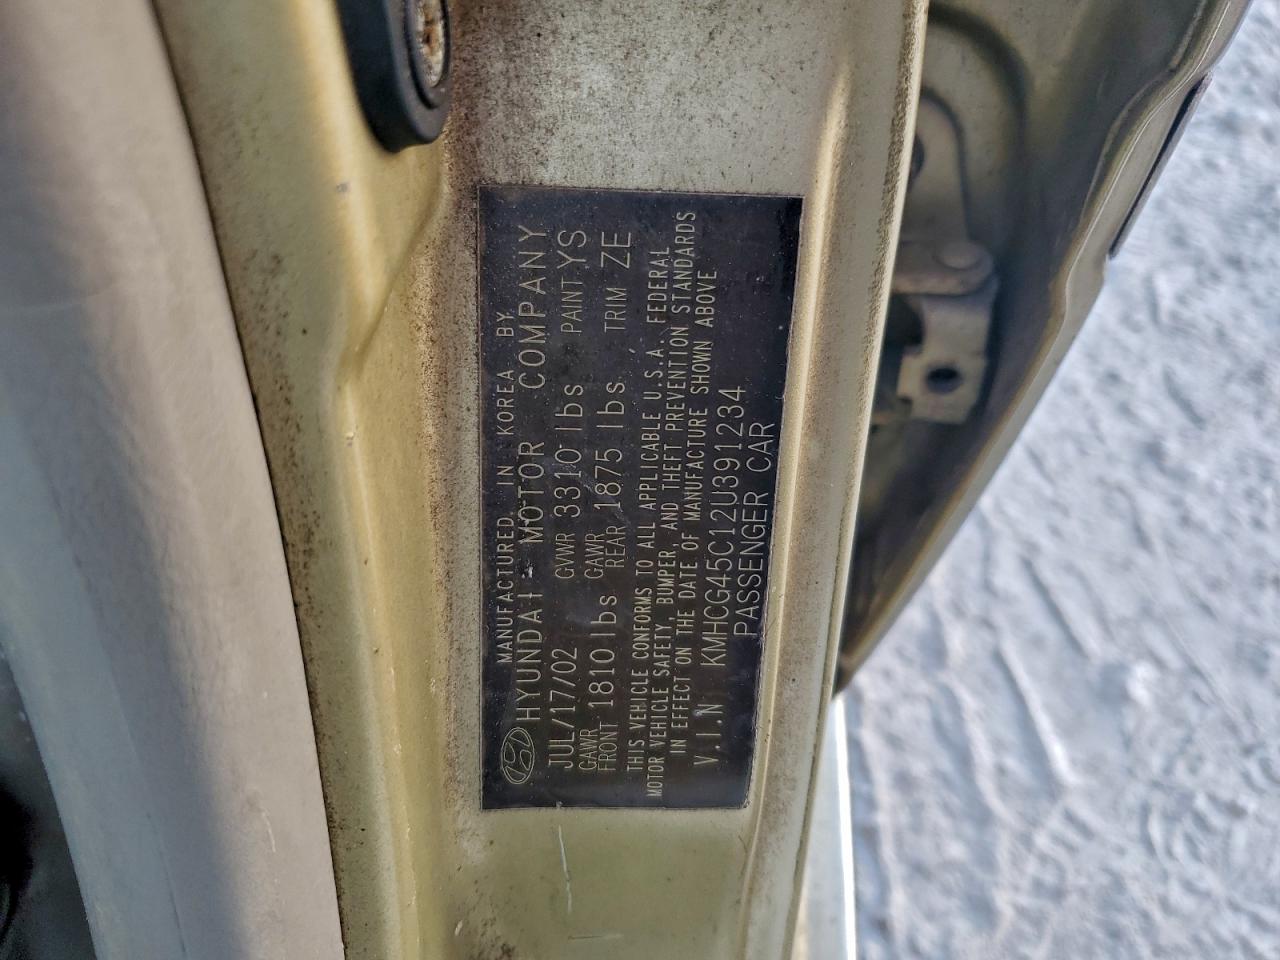 MANUFACTURED IN KOREA BY
HYUNDAI MOTOR COMPANY
JUL/17/02 GVWR 3310 lbs PAINT YS
GAWR FRONT 1810 lbs GAWR REAR 1875 lbs TRIM ZE
THIS VEHICLE CONFORMS TO ALL APPLICABLE U.S.A. FEDERAL
MOTOR VEHICLE SAFETY, BUMPER, AND THEFT PREVENTION STANDARDS
IN EFFECT ON THE DATE OF MANUFACTURE SHOWN ABOVE
V.I.N KMHCG45C12U391234
PASSENGER CAR